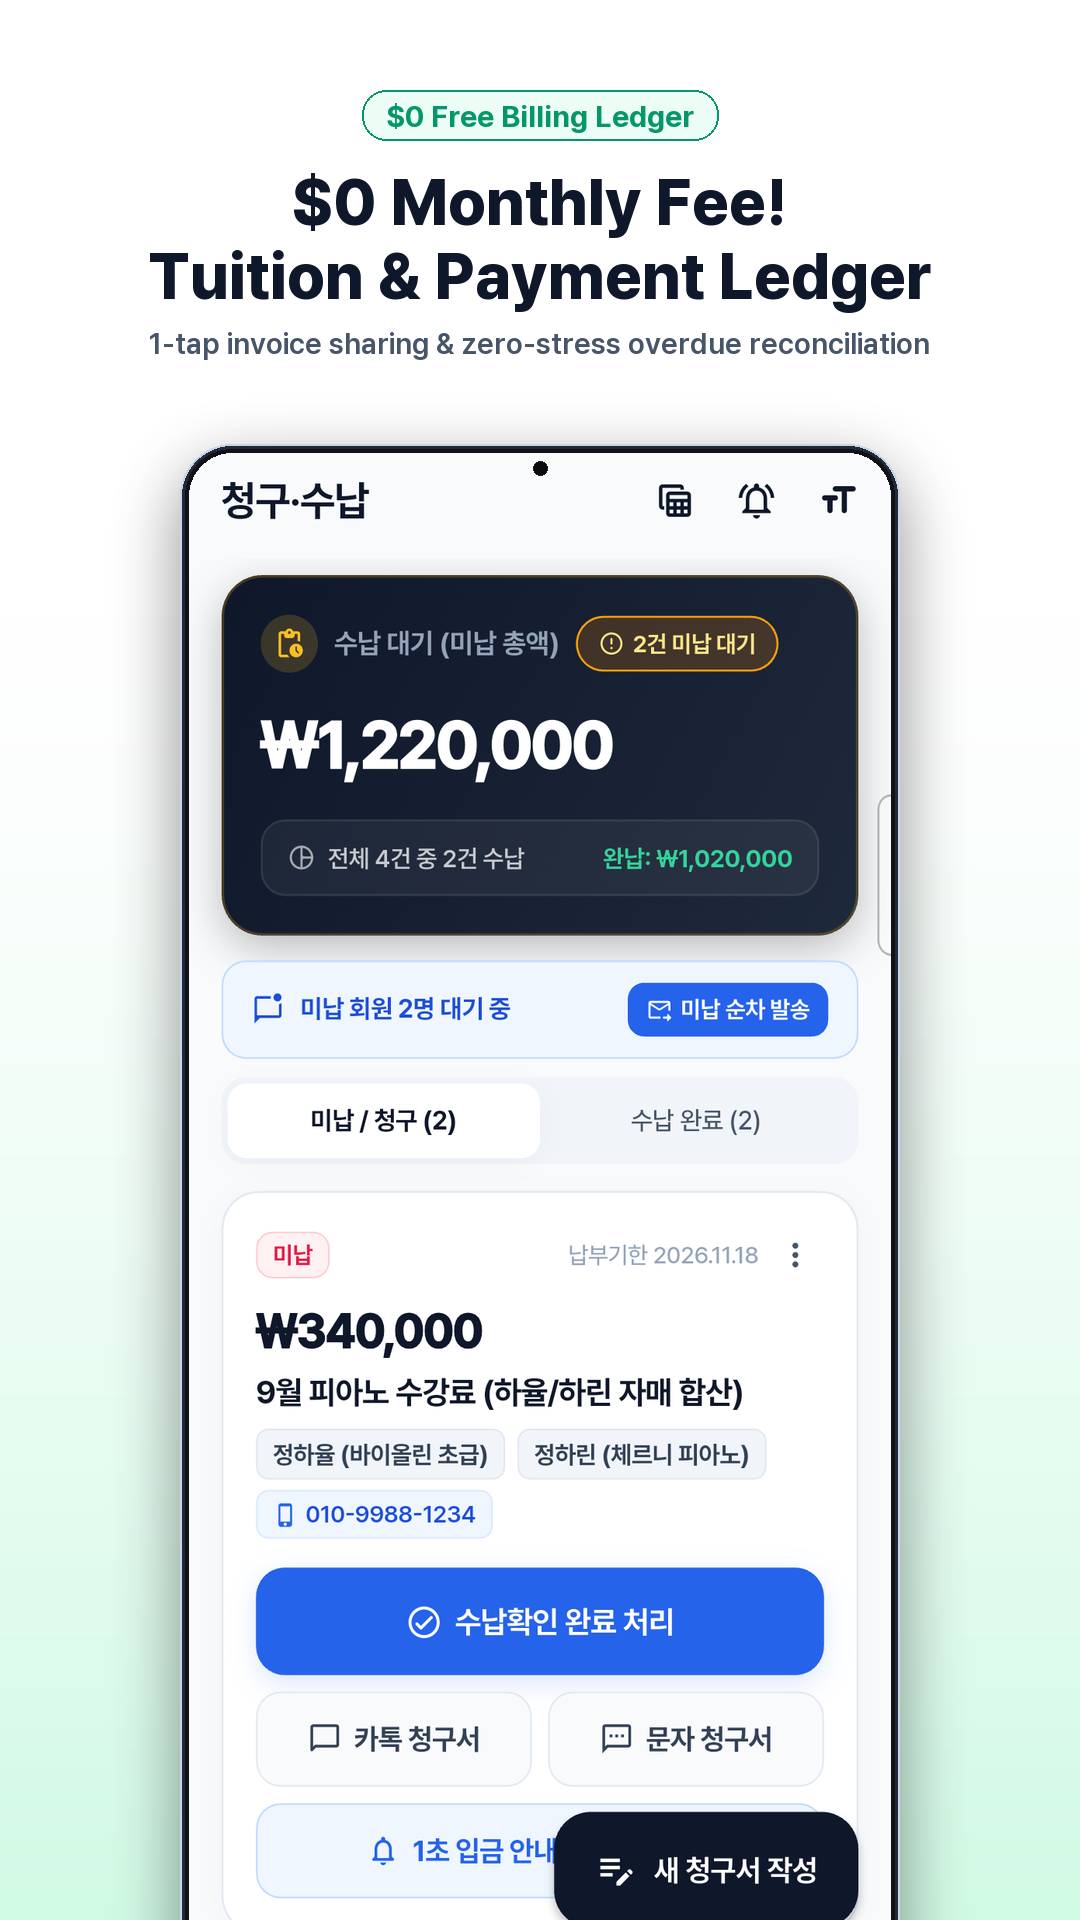 $0 Free Billing Ledger
$0 Monthly Fee!
Tuition & Payment Ledger
1-tap invoice sharing & zero-stress overdue reconciliation
청구·수납
수납 대기 (미납 총액)
2건 미납 대기
₩1,220,000
전체 4건 중 2건 수납
완납: ₩1,020,000
미납 회원 2명 대기 중
미납 순차 발송
미납 / 청구 (2)
수납 완료 (2)
미납
납부기한 2026.11.18
₩340,000
9월 피아노 수강료 (하율/하린 자매 합산)
정하율 (바이올린 초급)
정하린 (체르니 피아노)
010-9988-1234
수납확인 완료 처리
카톡 청구서
문자 청구서
1초 입금 안내
새 청구서 작성